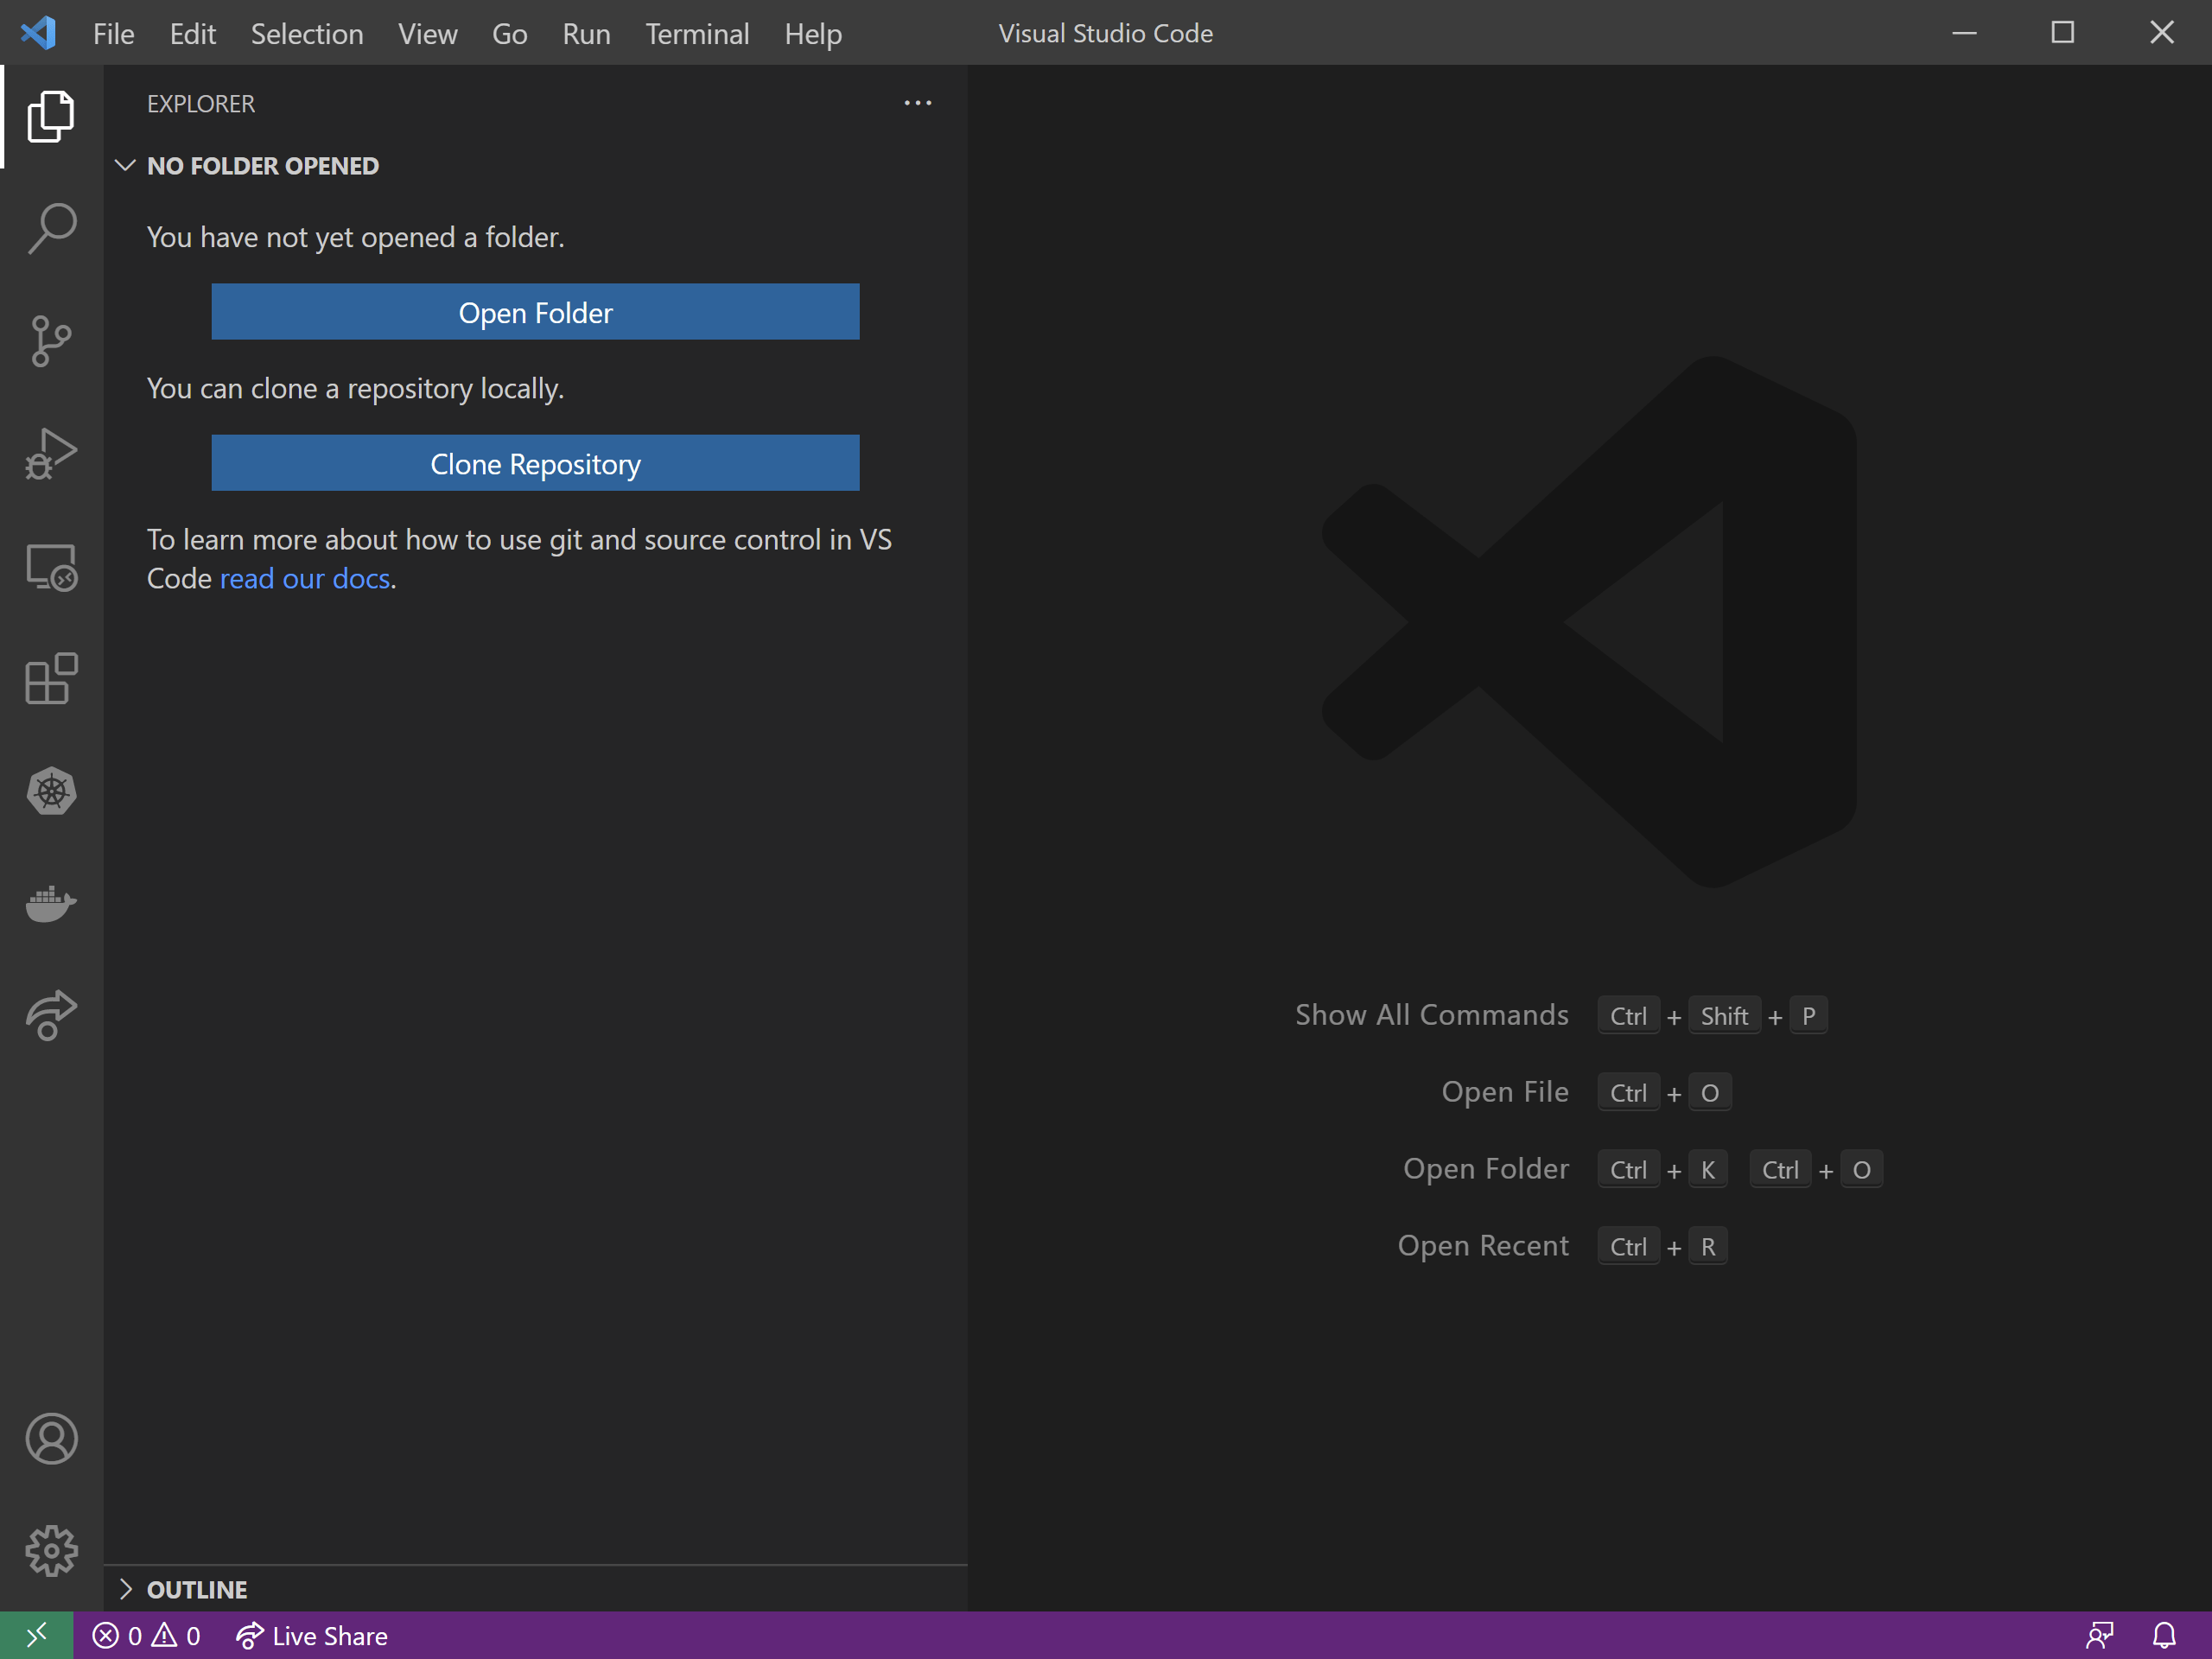 File Edit Selection View Go Run Terminal Help Visual Studio Code
EXPLORER
NO FOLDER OPENED
You have not yet opened a folder.
Open Folder
You can clone a repository locally.
Clone Repository
To learn more about how to use git and source control in VS
Code read our docs.
Show All Commands Ctrl + Shift + P
Open File Ctrl + O
Open Folder Ctrl + K Ctrl + O
Open Recent Ctrl + R
OUTLINE
0 0 Live Share